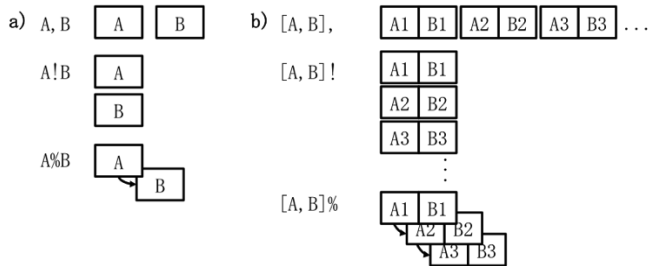 a) A,B A B
A!B A
B
A%B A
B
b) [A,B], A1 B1 A2 B2 A3 B3 ...
[A,B]! A1 B1
A2 B2
A3 B3
⋮
[A,B]% A1 B1
A2 B2
A3 B3